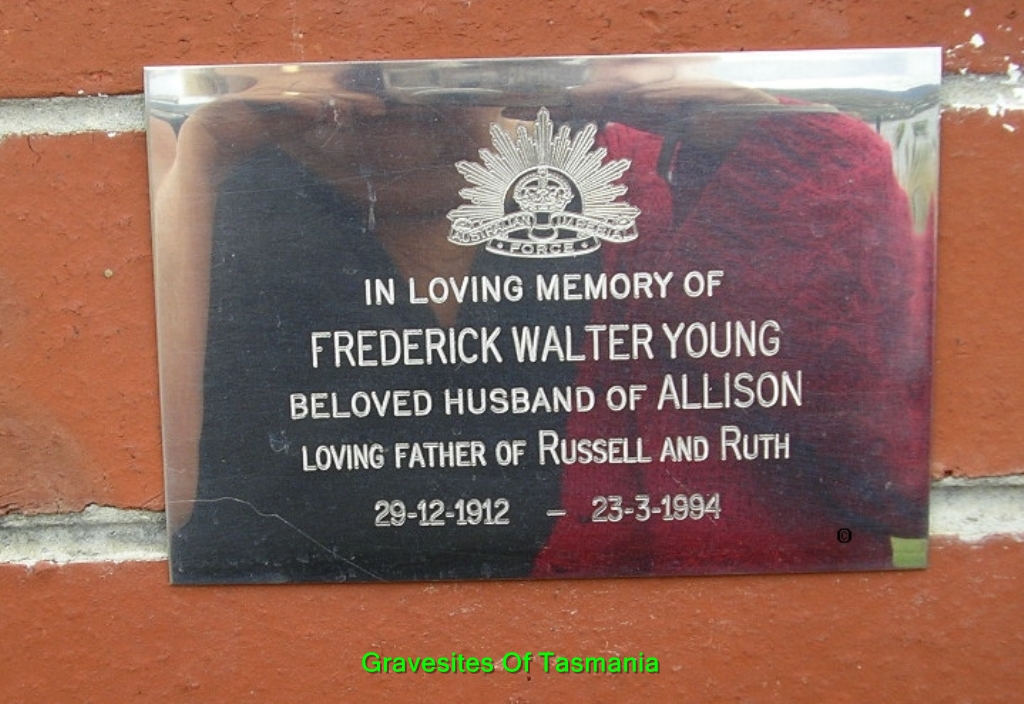 AUSTRALIAN IMPERIAL
FORCE
IN LOVING MEMORY OF
FREDERICK WALTER YOUNG
BELOVED HUSBAND OF ALLISON
LOVING FATHER OF RUSSELL AND RUTH
29-12-1912 – 23-3-1994
©
Gravesites Of Tasmania